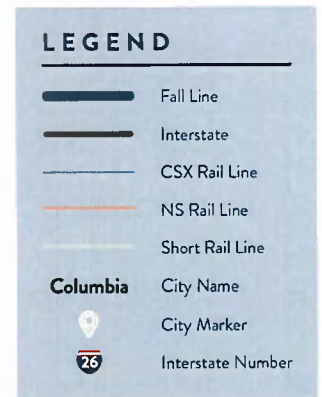 LEGEND
Fall Line
Interstate
CSX Rail Line
NS Rail Line
Short Rail Line
Columbia City Name
City Marker
26 Interstate Number